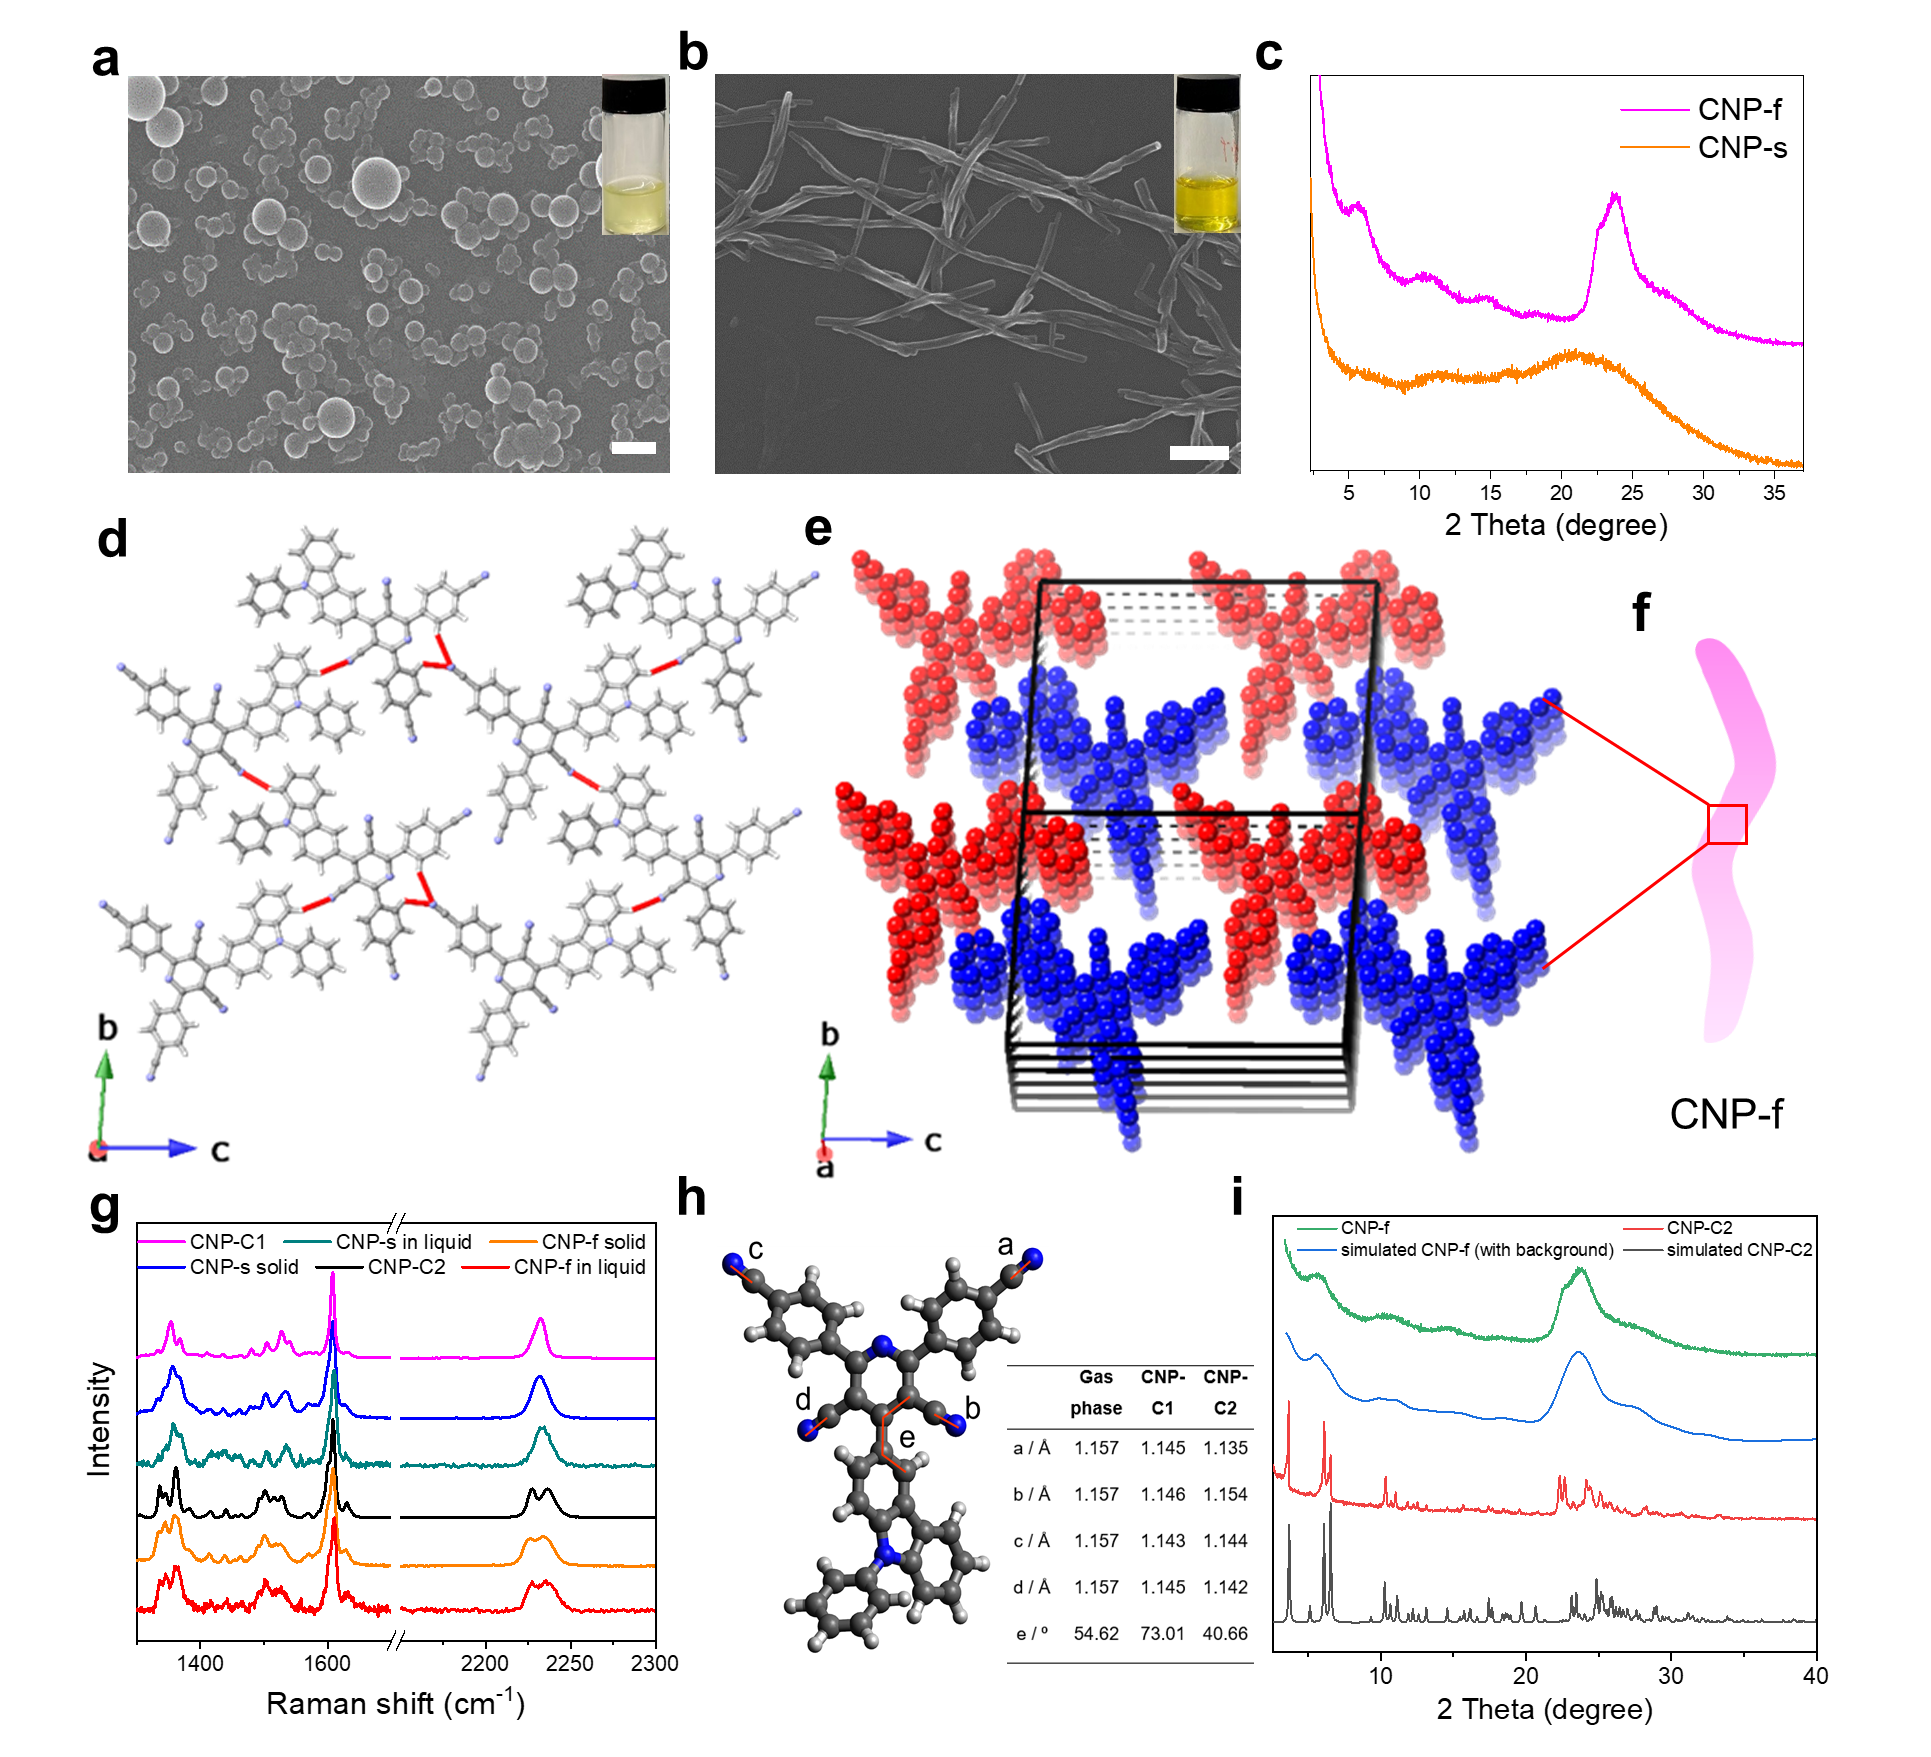 a
b
c
CNP-f
CNP-s
5 10 15 20 25 30 35
2 Theta (degree)
d
b
a
c
e
b
a
c
f
CNP-f
g
CNP-C1 CNP-s in liquid CNP-f solid
CNP-s solid CNP-C2 CNP-f in liquid
Intensity
1400 1600 2200 2250 2300
Raman shift (cm⁻¹)
h
c
a
d
b
e
Gas phase CNP-C1 CNP-C2
a / Å 1.157 1.145 1.135
b / Å 1.157 1.146 1.154
c / Å 1.157 1.143 1.144
d / Å 1.157 1.145 1.142
e / º 54.62 73.01 40.66
i
CNP-f CNP-C2
simulated CNP-f (with background) simulated CNP-C2
10 20 30 40
2 Theta (degree)